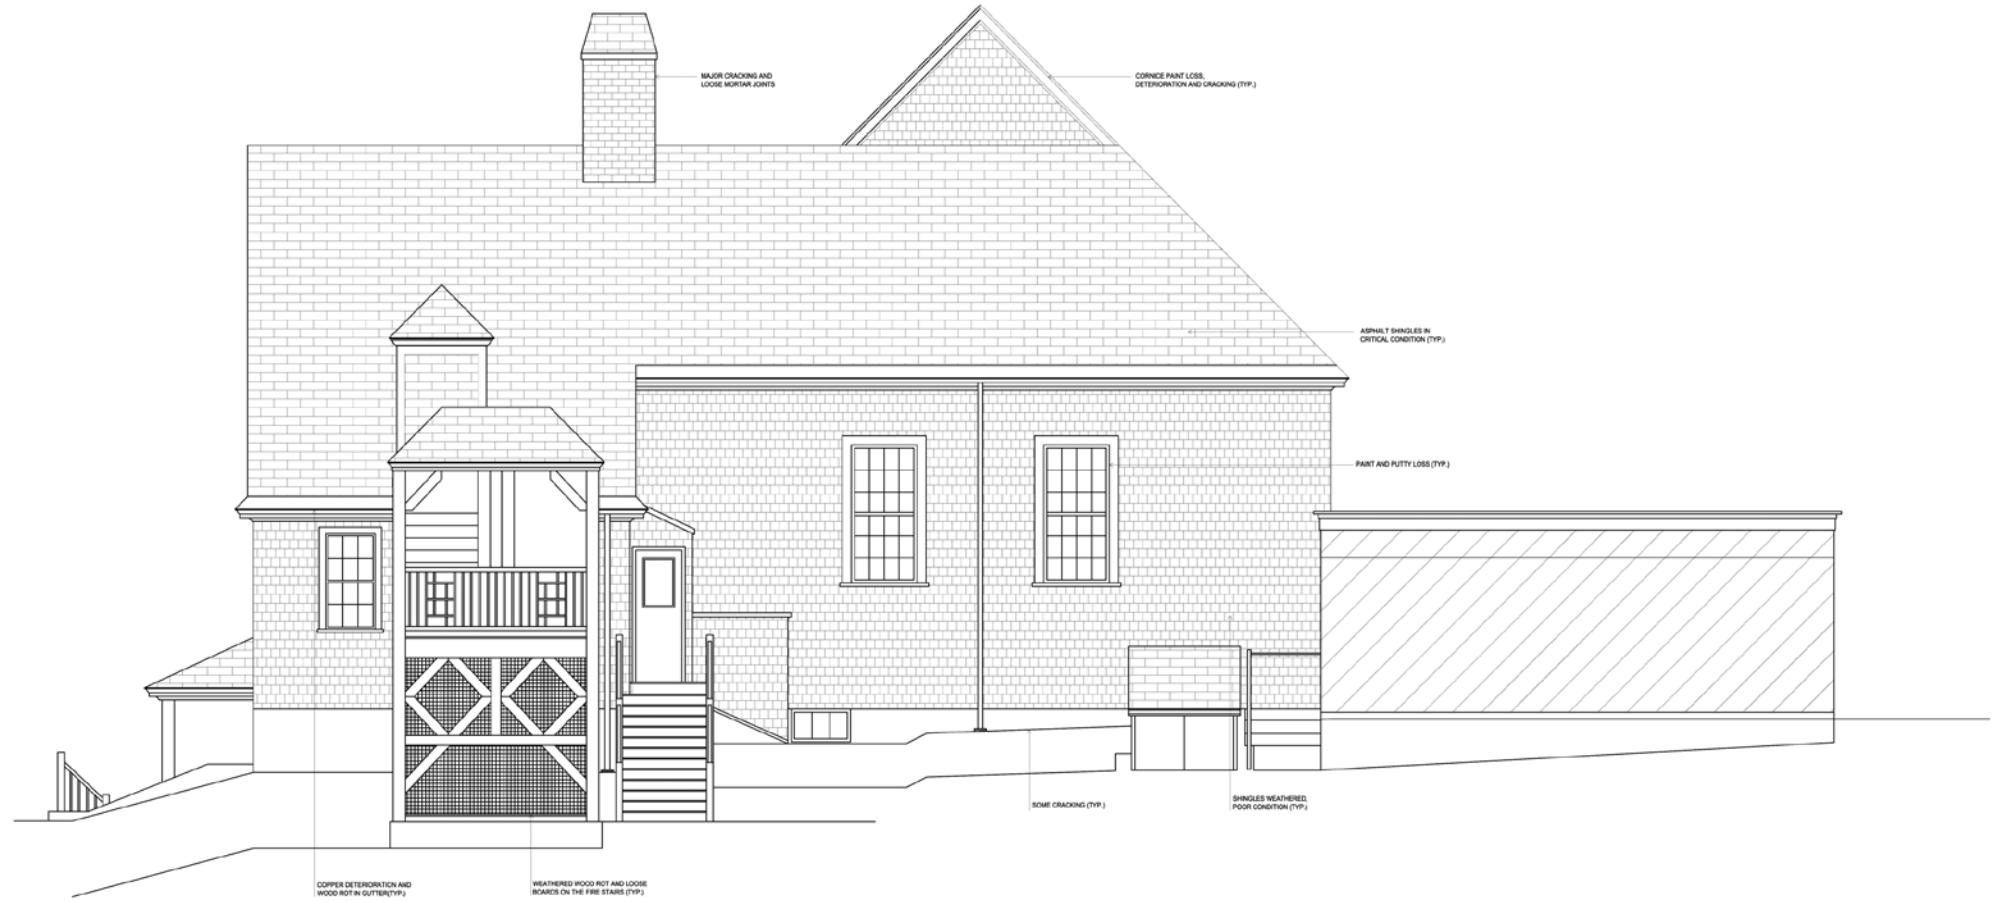 MAJOR CRACKING AND
LOOSE MORTAR JOINTS
CORNICE PAINT LOSS,
DETERIORATION AND CRACKING (TYP.)
ASPHALT SHINGLES IN
CRITICAL CONDITION (TYP.)
PAINT AND PUTTY LOSS (TYP.)
SOME CRACKING (TYP.)
SHINGLES WEATHERED,
POOR CONDITION (TYP.)
COPPER DETERIORATION AND
WOOD ROT IN GUTTER(TYP.)
WEATHERED WOOD ROT AND LOOSE
BOARDS ON THE FIRE STAIRS (TYP.)